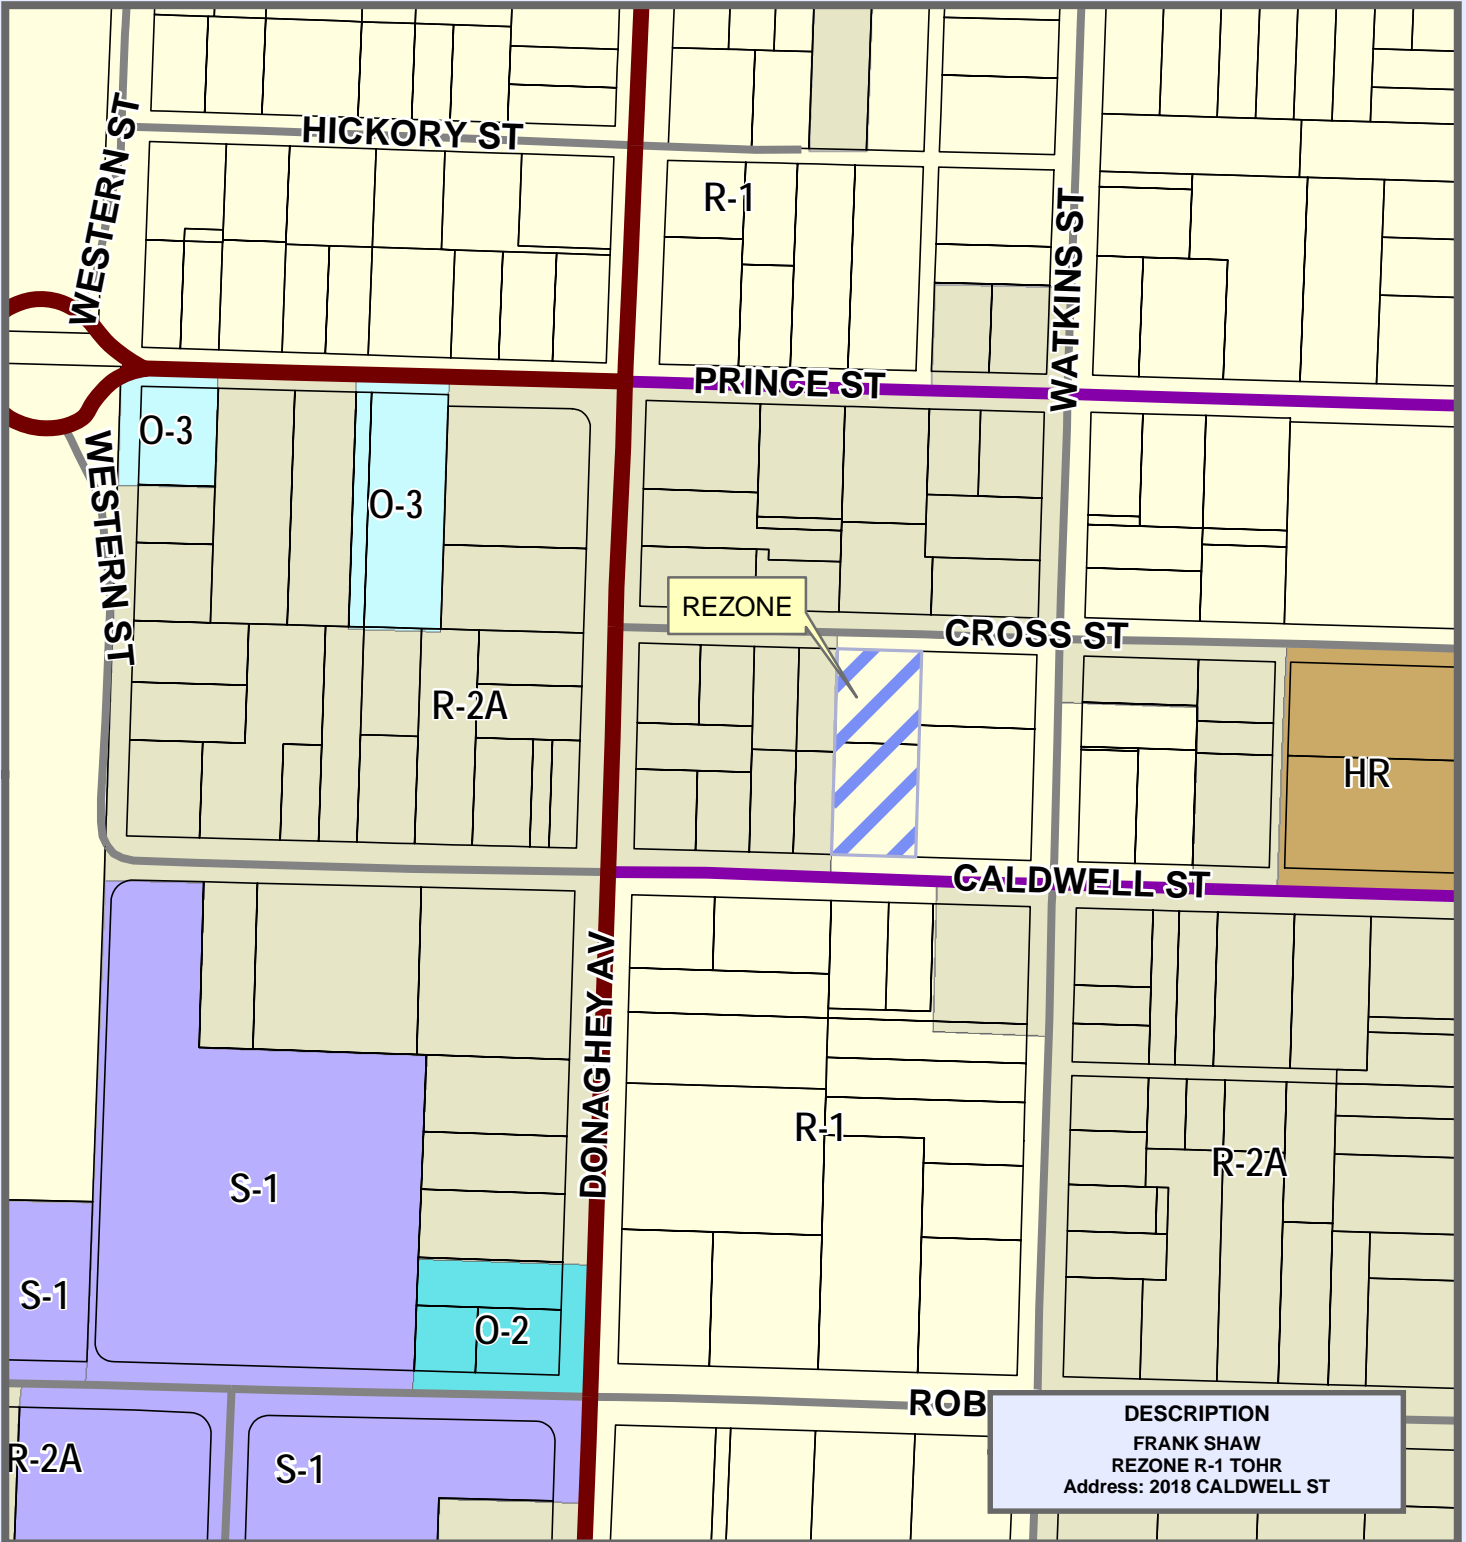 WESTERN ST
HICKORY ST
R-1
WATKINS ST
PRINCE ST
O-3
O-3
WESTERN ST
REZONE
CROSS ST
R-2A
HR
CALDWELL ST
DONAGHEY AV
R-1
R-2A
S-1
S-1
O-2
ROB
R-2A
S-1
DESCRIPTION
FRANK SHAW
REZONE R-1 TOHR
Address: 2018 CALDWELL ST